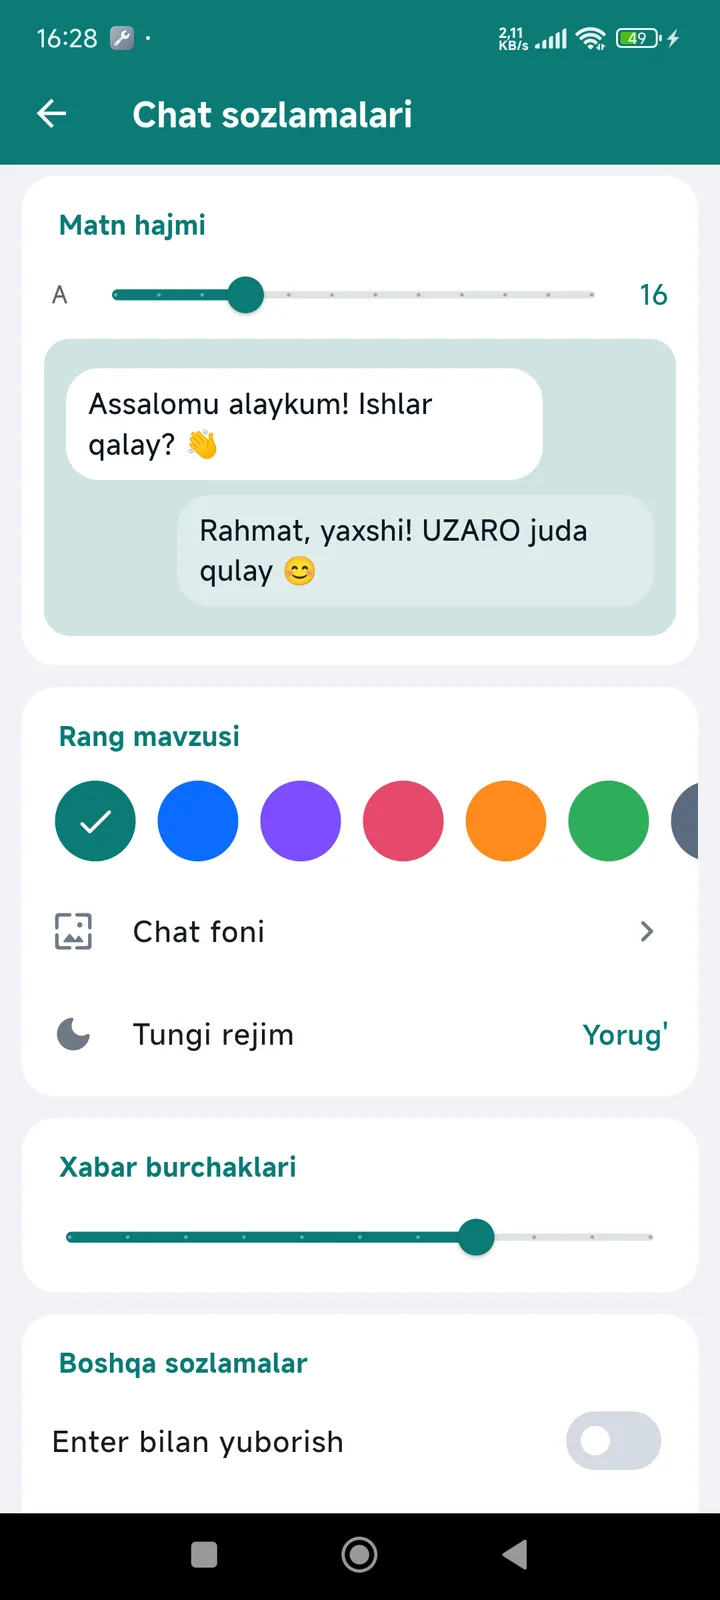 16:28
2,11
KB/s
49
Chat sozlamalari
Matn hajmi
A
16
Assalomu alaykum! Ishlar
qalay? 👋
Rahmat, yaxshi! UZARO juda
qulay 😊
Rang mavzusi
Chat foni
Tungi rejim
Yorug'
Xabar burchaklari
Boshqa sozlamalar
Enter bilan yuborish